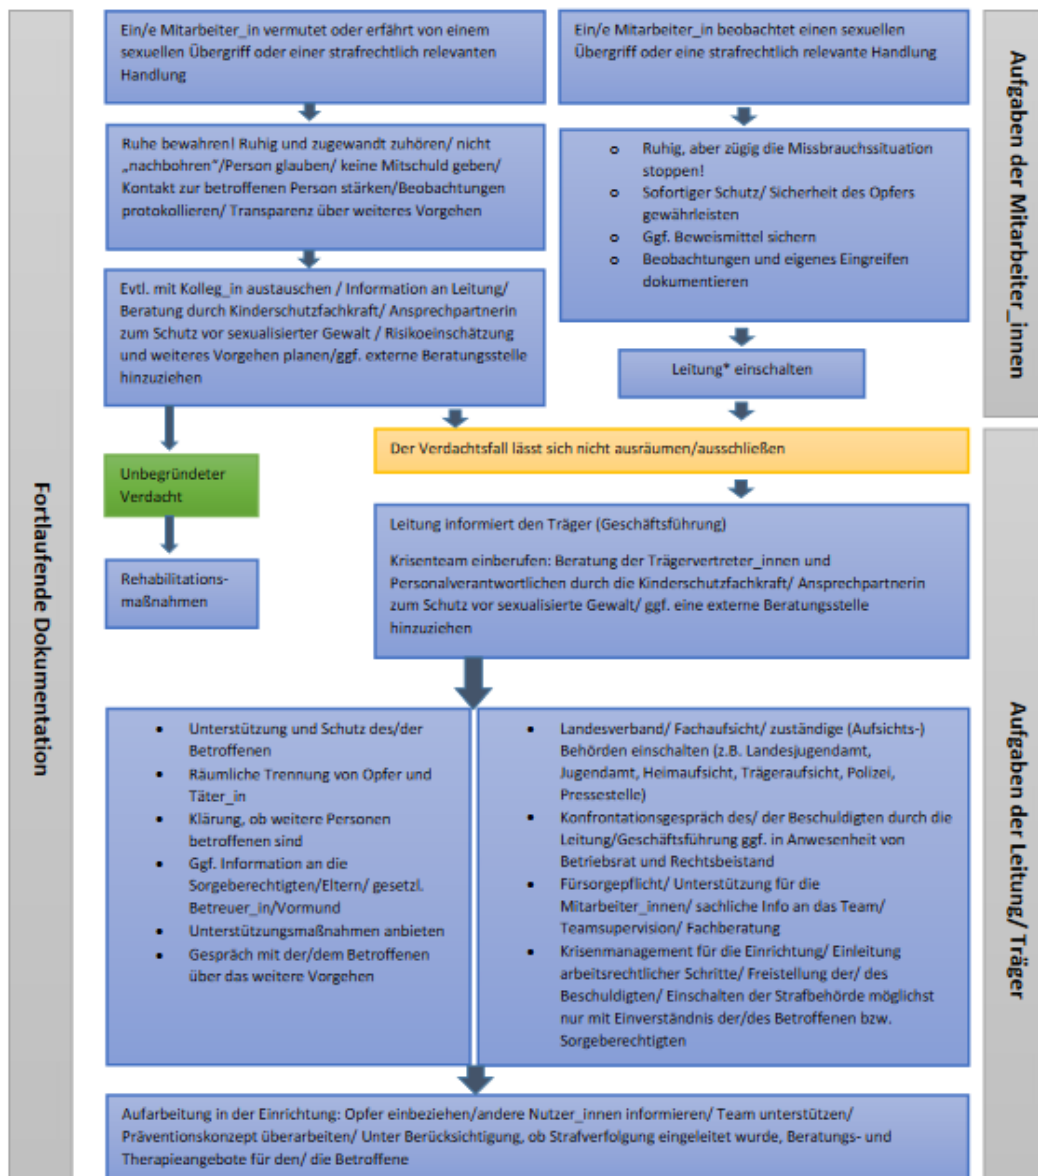 Ein/e Mitarbeiter_in vermutet oder erfährt von einem
sexuellen Übergriff oder einer strafrechtlich relevanten
Handlung
Ein/e Mitarbeiter_in beobachtet einen sexuellen
Übergriff oder eine strafrechtlich relevante Handlung
Ruhe bewahren! Ruhig und zugewandt zuhören/ nicht
„nachbohren"/Person glauben/ keine Mitschuld geben/
Kontakt zur betroffenen Person stärken/Beobachtungen
protokollieren/ Transparenz über weiteres Vorgehen
o Ruhig, aber zügig die Missbrauchssituation
stoppen!
o Sofortiger Schutz/ Sicherheit des Opfers
gewährleisten
o Ggf. Beweismittel sichern
o Beobachtungen und eigenes Eingreifen
dokumentieren
Evtl. mit Kolleg_in austauschen / Information an Leitung/
Beratung durch Kinderschutzfachkraft/ Ansprechpartnerin
zum Schutz vor sexualisierter Gewalt / Risikoeinschätzung
und weiteres Vorgehen planen/ggf. externe Beratungsstelle
hinzuziehen
Leitung* einschalten
Aufgaben der Mitarbeiter_innen
Der Verdachtsfall lässt sich nicht ausräumen/ausschließen
Unbegründeter
Verdacht
Rehabilitations-
maßnahmen
Leitung informiert den Träger (Geschäftsführung)
Krisenteam einberufen: Beratung der Trägervertreter_innen und
Personalverantwortlichen durch die Kinderschutzfachkraft/ Ansprechpartnerin
zum Schutz vor sexualisierte Gewalt/ ggf. eine externe Beratungsstelle
hinzuziehen
Fortlaufende Dokumentation
• Unterstützung und Schutz des/der
Betroffenen
• Räumliche Trennung von Opfer und
Täter_in
• Klärung, ob weitere Personen
betroffenen sind
• Ggf. Information an die
Sorgeberechtigten/Eltern/ gesetzl.
Betreuer_in/Vormund
• Unterstützungsmaßnahmen anbieten
• Gespräch mit der/dem Betroffenen
über das weitere Vorgehen
• Landesverband/ Fachaufsicht/ zuständige (Aufsichts-)
Behörden einschalten (z.B. Landesjugendamt,
Jugendamt, Heimaufsicht, Trägeraufsicht, Polizei,
Pressestelle)
• Konfrontationsgespräch des/ der Beschuldigten durch die
Leitung/Geschäftsführung ggf. in Anwesenheit von
Betriebsrat und Rechtsbeistand
• Fürsorgepflicht/ Unterstützung für die
Mitarbeiter_innen/ sachliche Info an das Team/
Teamsupervision/ Fachberatung
• Krisenmanagement für die Einrichtung/ Einleitung
arbeitsrechtlicher Schritte/ Freistellung der/ des
Beschuldigten/ Einschalten der Strafbehörde möglichst
nur mit Einverständnis der/des Betroffenen bzw.
Sorgeberechtigten
Aufgaben der Leitung/ Träger
Aufarbeitung in der Einrichtung: Opfer einbeziehen/andere Nutzer_innen informieren/ Team unterstützen/
Präventionskonzept überarbeiten/ Unter Berücksichtigung, ob Strafverfolgung eingeleitet wurde, Beratungs- und
Therapieangebote für den/ die Betroffene